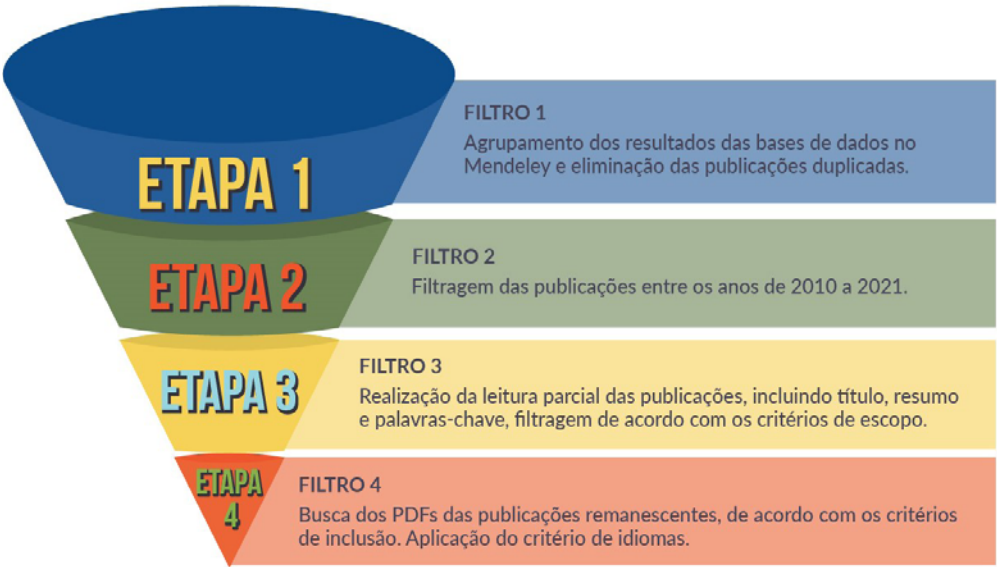 ETAPA 1
FILTRO 1
Agrupamento dos resultados das bases de dados no
Mendeley e eliminação das publicações duplicadas.
ETAPA 2
FILTRO 2
Filtragem das publicações entre os anos de 2010 a 2021.
ETAPA 3
FILTRO 3
Realização da leitura parcial das publicações, incluindo título, resumo
e palavras-chave, filtragem de acordo com os critérios de escopo.
ETAPA
4
FILTRO 4
Busca dos PDFs das publicações remanescentes, de acordo com os critérios
de inclusão. Aplicação do critério de idiomas.